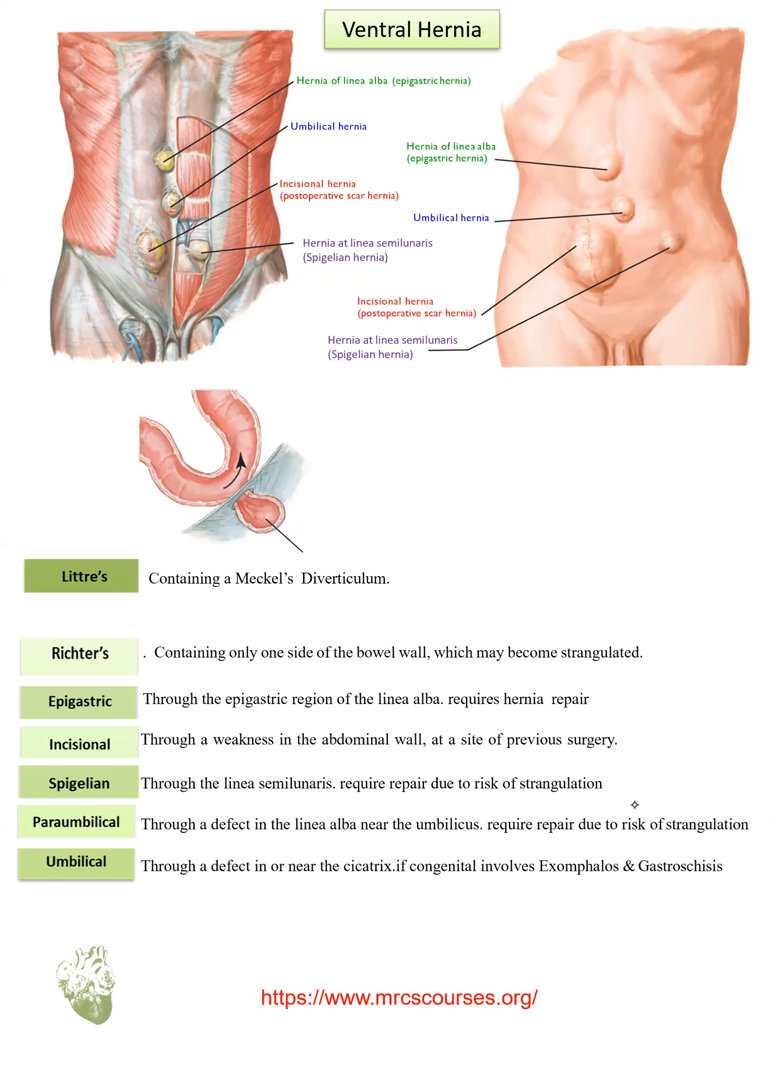 Ventral Hernia
Hernia of linea alba (epigastric hernia)
Umbilical hernia
Incisional hernia
(postoperative scar hernia)
Hernia at linea semilunaris
(Spigelian hernia)
Hernia of linea alba
(epigastric hernia)
Umbilical hernia
Incisional hernia
(postoperative scar hernia)
Hernia at linea semilunaris
(Spigelian hernia)
Littre's Containing a Meckel's Diverticulum.
Richter's . Containing only one side of the bowel wall, which may become strangulated.
Epigastric Through the epigastric region of the linea alba. requires hernia repair
Incisional Through a weakness in the abdominal wall, at a site of previous surgery.
Spigelian Through the linea semilunaris. require repair due to risk of strangulation
Paraumbilical Through a defect in the linea alba near the umbilicus. require repair due to risk of strangulation
Umbilical Through a defect in or near the cicatrix.if congenital involves Exomphalos & Gastroschisis
https://www.mrcscourses.org/